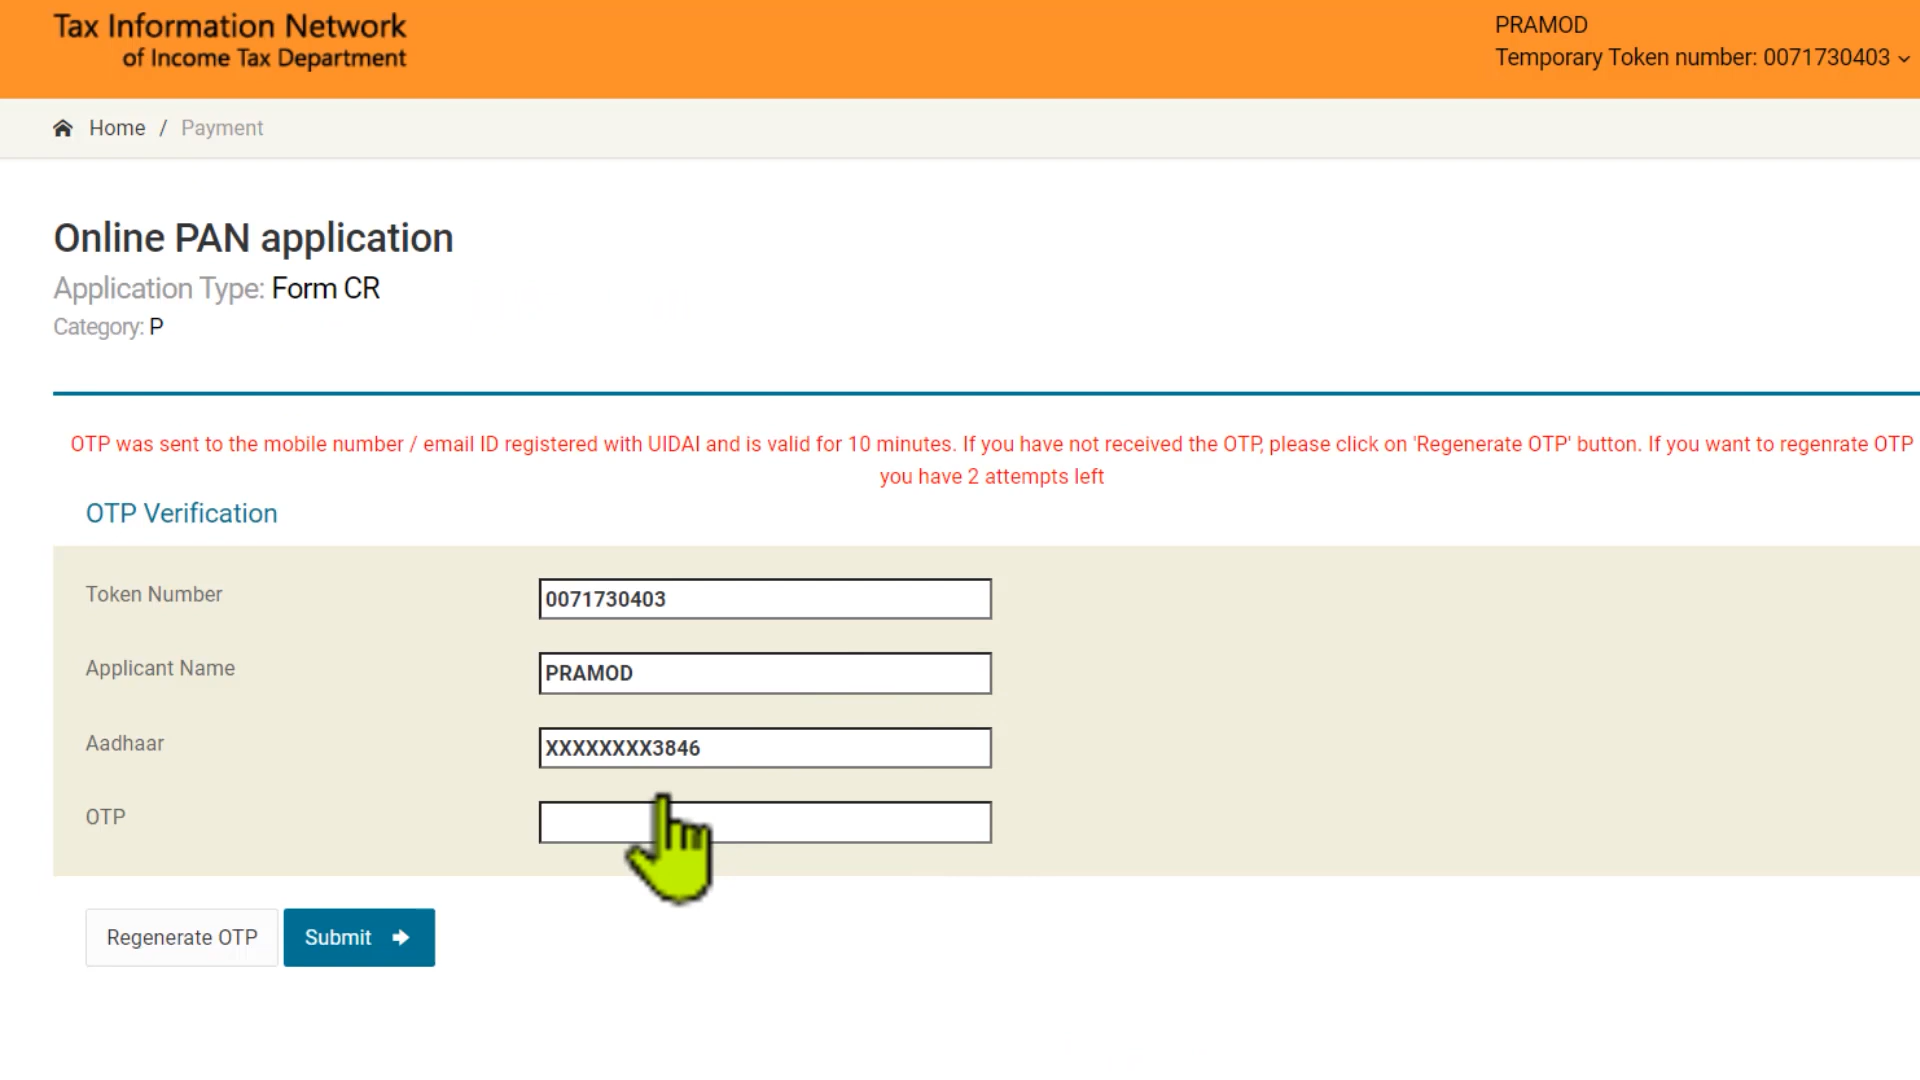 Tax Information Network
of Income Tax Department
PRAMOD
Temporary Token number: 0071730403
Home / Payment
Online PAN application
Application Type: Form CR
Category: P
OTP was sent to the mobile number / email ID registered with UIDAI and is valid for 10 minutes. If you have not received the OTP, please click on 'Regenerate OTP' button. If you want to regenrate OTP
you have 2 attempts left
OTP Verification
Token Number 0071730403
Applicant Name PRAMOD
Aadhaar XXXXXXXX3846
OTP
Regenerate OTP Submit